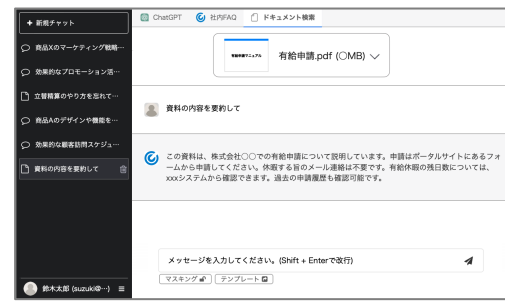 + 新規チャット
商品Xのマーケティング戦略…
効果的なプロモーション活…
立替精算のやり方を忘れて…
商品Aのデザインや機能を…
効果的な顧客訪問スケジュ…
資料の内容を要約して
鈴木太郎 (suzuki@…)
ChatGPT 社内FAQ ドキュメント検索
有給申請マニュアル
有給申請.pdf (○MB)
資料の内容を要約して
この資料は、株式会社○○での有給申請について説明しています。申請はポータルサイトにあるフォ
ームから申請してください。休暇する旨のメール連絡は不要です。有給休暇の残日数については、
xxxシステムから確認できます。過去の申請履歴も確認可能です。
メッセージを入力してください。(Shift + Enterで改行)
マスキング テンプレート